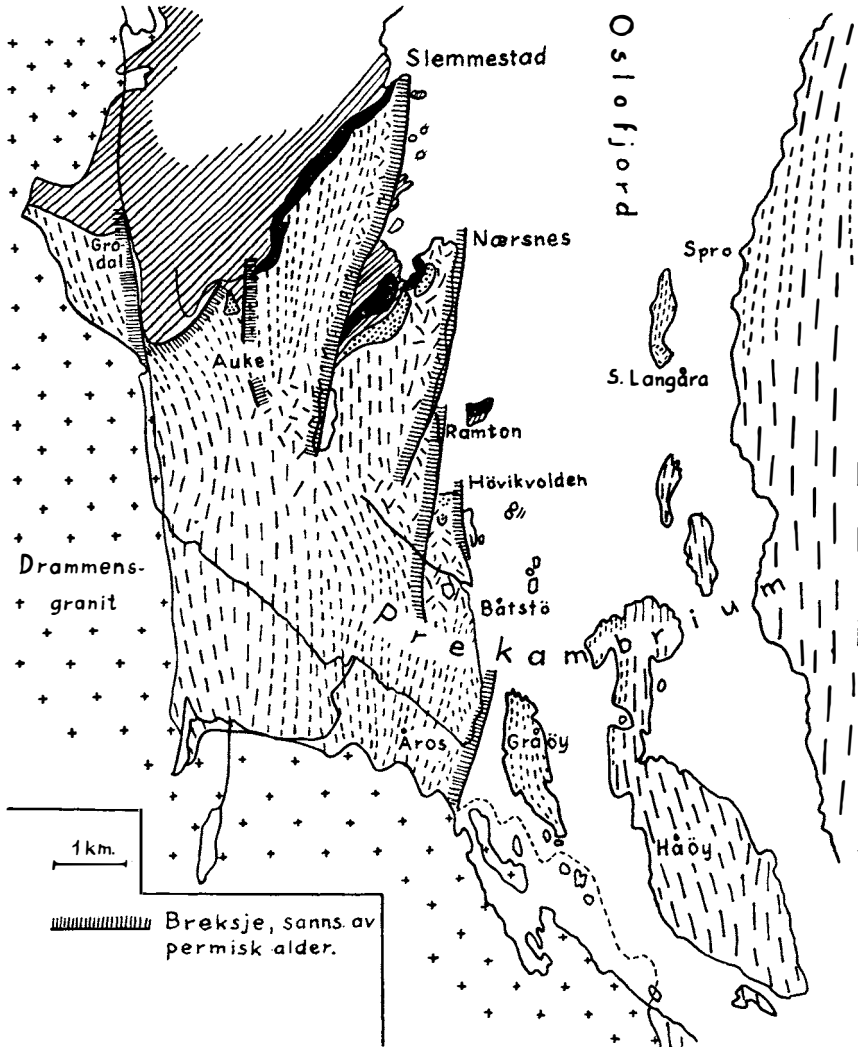 Oslofjord
Slemmestad
Nærsnes
Spro
Grodal
Auke
S. Langåra
Ramton
Hövikvolden
Drammens-
granit
Båtstö
Prekambrium
Åros
Gråöy
Håöy
1 km.
Breksje, sanns. av
permisk alder.